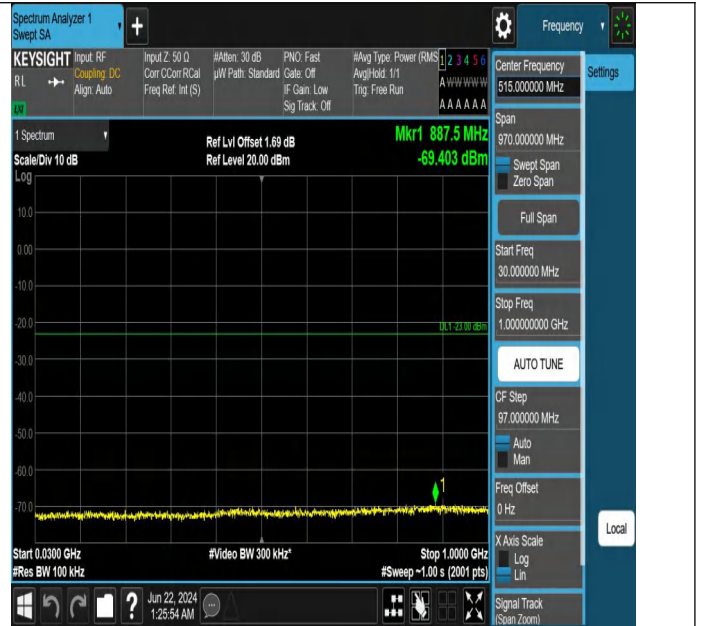 Spectrum Analyzer 1
Swept SA
+
Frequency
KEYSIGHT
RL
LXI
Input: RF
Coupling: DC
Align: Auto
Input Z: 50 Ω
Corr CCorr RCal
Freq Ref: Int (S)
#Atten: 30 dB
µW Path: Standard
PNO: Fast
Gate: Off
IF Gain: Low
Sig Track: Off
#Avg Type: Power (RMS
Avg|Hold: 1/1
Trig: Free Run
1 2 3 4 5 6
A W W W W W
A A A A A A
1 Spectrum
Scale/Div 10 dB
Log
Ref Lvl Offset 1.69 dB
Ref Level 20.00 dBm
Mkr1 887.5 MHz
-69.403 dBm
10.0
0.00
-10.0
-20.0
DL1 -23.00 dBm
-30.0
-40.0
-50.0
-60.0
1
-70.0
Start 0.0300 GHz
#Res BW 100 kHz
#Video BW 300 kHz*
Stop 1.0000 GHz
#Sweep ~1.00 s (2001 pts)
Jun 22, 2024
1:25:54 AM
Center Frequency
515.000000 MHz
Settings
Span
970.000000 MHz
Swept Span
Zero Span
Full Span
Start Freq
30.000000 MHz
Stop Freq
1.000000000 GHz
AUTO TUNE
CF Step
97.000000 MHz
Auto
Man
Freq Offset
0 Hz
X Axis Scale
Log
Lin
Local
Signal Track
(Span Zoom)